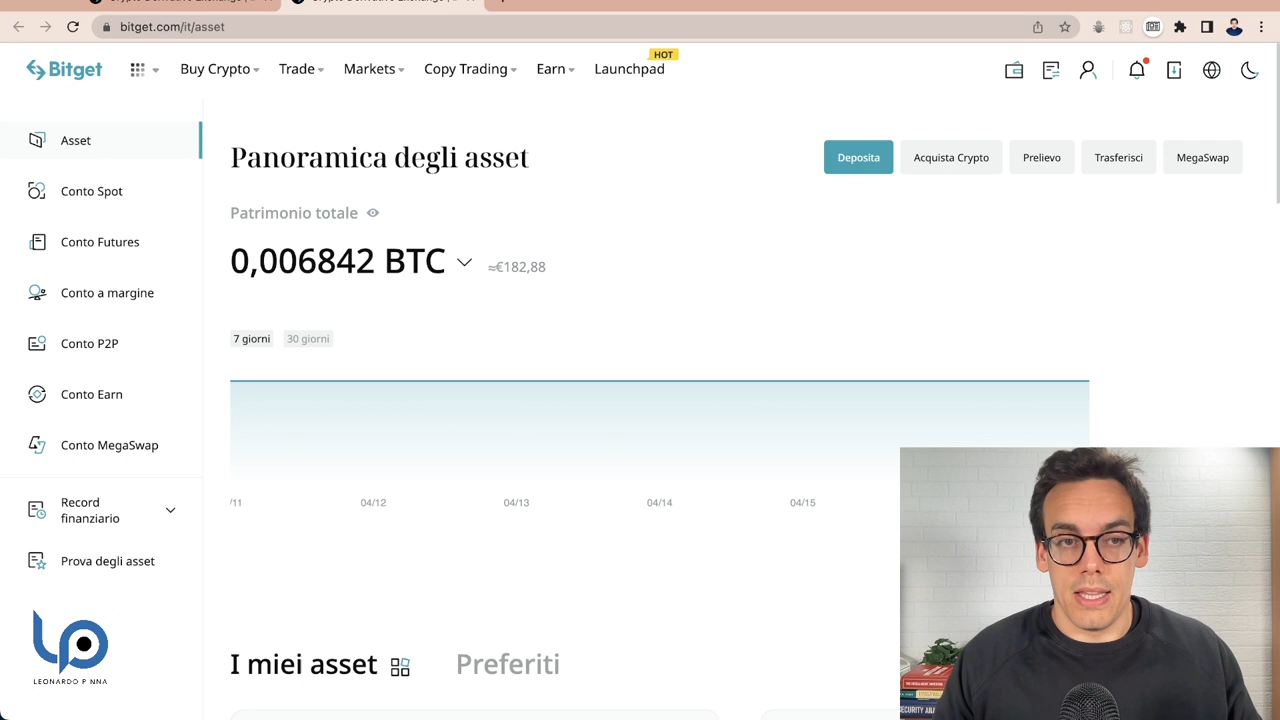 bitget.com/it/asset
Bitget
Buy Crypto
Trade
Markets
Copy Trading
Earn
Launchpad
HOT
Asset
Conto Spot
Conto Futures
Conto a margine
Conto P2P
Conto Earn
Conto MegaSwap
Record
finanziario
Prova degli asset
LEONARDO P NNA
Panoramica degli asset
Deposita
Acquista Crypto
Prelievo
Trasferisci
MegaSwap
Patrimonio totale
0,006842 BTC
≈€182,88
7 giorni
30 giorni
/11
04/12
04/13
04/14
04/15
I miei asset
Preferiti